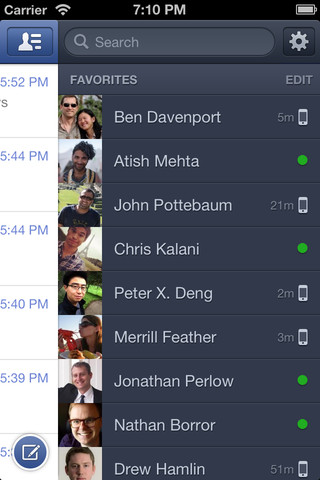 Carrier 7:10 PM
Search
5:52 PM
FAVORITES EDIT
Ben Davenport 5m
5:44 PM
Atish Mehta
John Pottebaum 21m
5:44 PM
Chris Kalani
5:40 PM
Peter X. Deng 2m
Merrill Feather 3m
5:39 PM
Jonathan Perlow
Nathan Borror
Drew Hamlin 51m